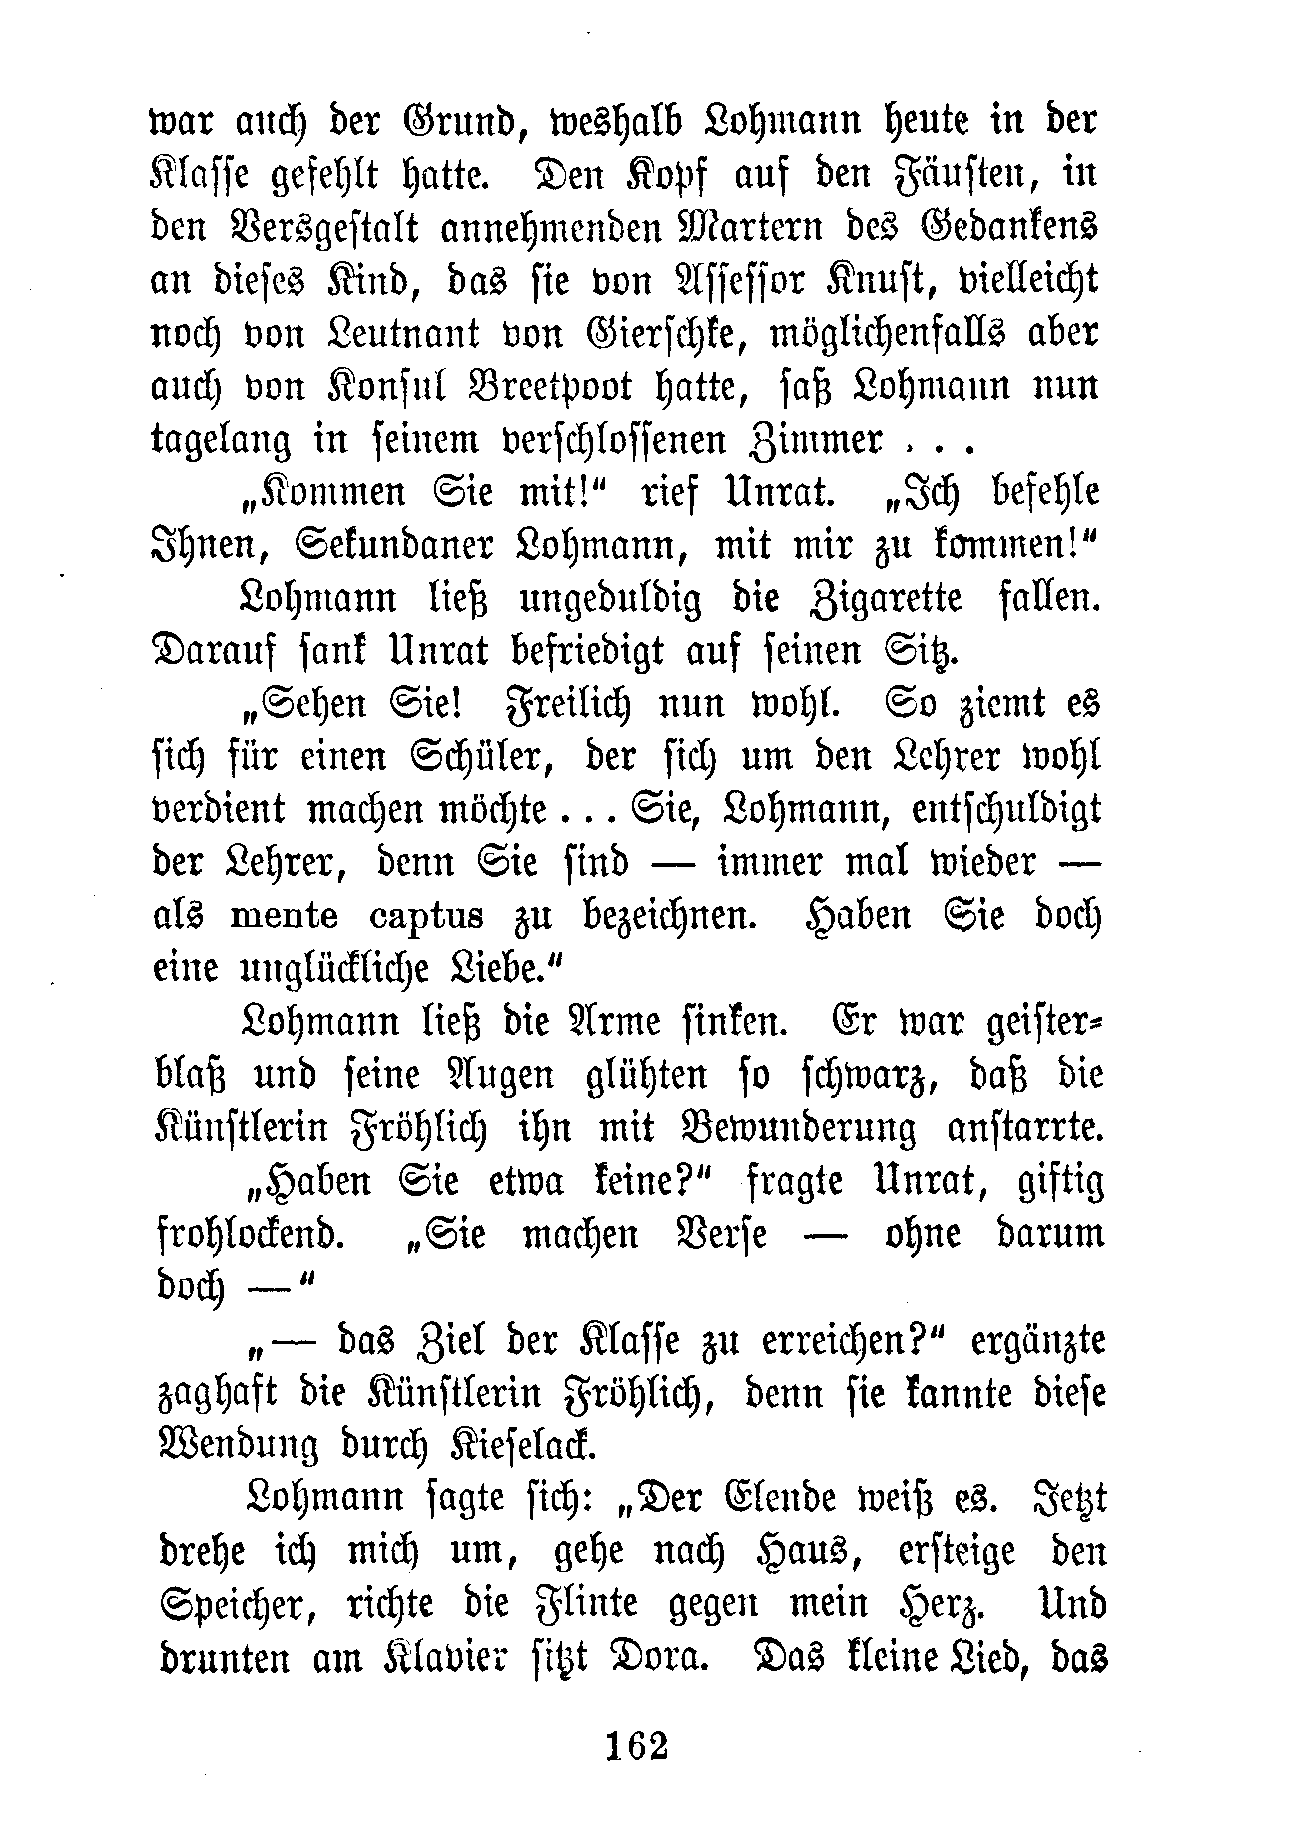 war auch der Grund, weshalb Lohmann heute in der
Klasse gefehlt hatte. Den Kopf auf den Fäusten, in
den Versgestalt annehmenden Martern des Gedankens
an dieses Kind, das sie von Assessor Knust, vielleicht
noch von Leutnant von Gierschke, möglichenfalls aber
auch von Konsul Breetpoot hatte, saß Lohmann nun
tagelang in seinem verschlossenen Zimmer . . .
„Kommen Sie mit!“ rief Unrat. „Ich befehle
Ihnen, Sekundaner Lohmann, mit mir zu kommen!“
Lohmann ließ ungeduldig die Zigarette fallen.
Darauf sank Unrat befriedigt auf seinen Sitz.
„Sehen Sie! Freilich nun wohl. So ziemt es
sich für einen Schüler, der sich um den Lehrer wohl
verdient machen möchte . . . Sie, Lohmann, entschuldigt
der Lehrer, denn Sie sind — immer mal wieder —
als mente captus zu bezeichnen. Haben Sie doch
eine unglückliche Liebe.“
Lohmann ließ die Arme sinken. Er war geister-
blaß und seine Augen glühten so schwarz, daß die
Künstlerin Fröhlich ihn mit Bewunderung anstarrte.
„Haben Sie etwa keine?“ fragte Unrat, giftig
frohlockend. „Sie machen Verse — ohne darum
doch —“
„— das Ziel der Klasse zu erreichen?“ ergänzte
zaghaft die Künstlerin Fröhlich, denn sie kannte diese
Wendung durch Kieselack.
Lohmann sagte sich: „Der Elende weiß es. Jetzt
drehe ich mich um, gehe nach Haus, ersteige den
Speicher, richte die Flinte gegen mein Herz. Und
drunten am Klavier sitzt Dora. Das kleine Lied, das
162